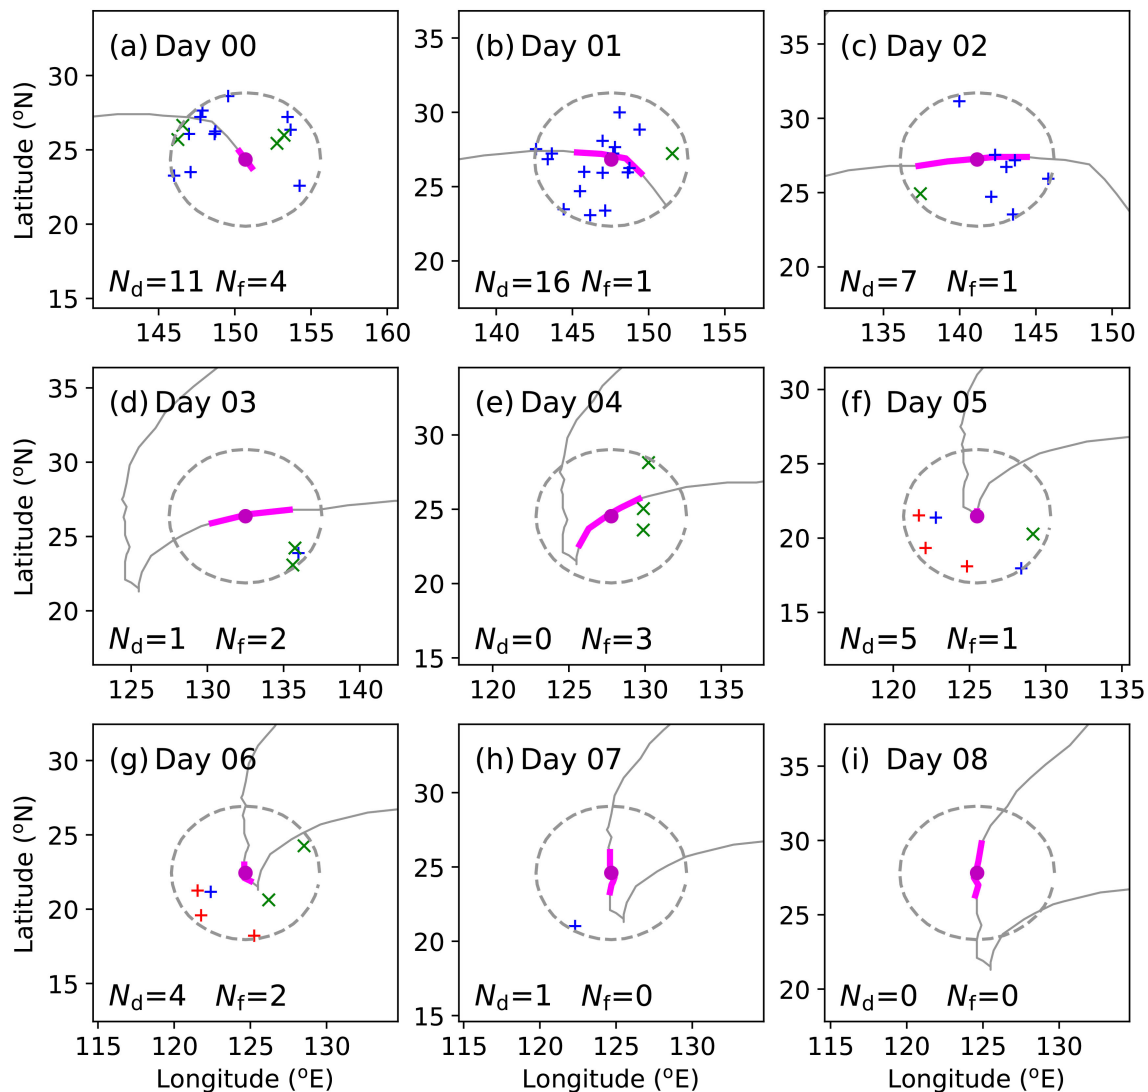 (a) Day 00
30
25
20
15
Latitude (°N)
Nd=11 Nf=4
145 150 155 160
(b) Day 01
35
30
25
20
Nd=16 Nf=1
140 145 150 155
(c) Day 02
35
30
25
20
Nd=7 Nf=1
135 140 145 150
(d) Day 03
35
30
25
20
Latitude (°N)
Nd=1 Nf=2
125 130 135 140
(e) Day 04
30
25
20
15
Nd=0 Nf=3
120 125 130 135
(f) Day 05
30
25
20
15
Nd=5 Nf=1
120 125 130 135
(g) Day 06
30
25
20
15
Latitude (°N)
Nd=4 Nf=2
115 120 125 130
Longitude (°E)
(h) Day 07
30
25
20
15
Nd=1 Nf=0
115 120 125 130
Longitude (°E)
(i) Day 08
35
30
25
20
Nd=0 Nf=0
115 120 125 130
Longitude (°E)